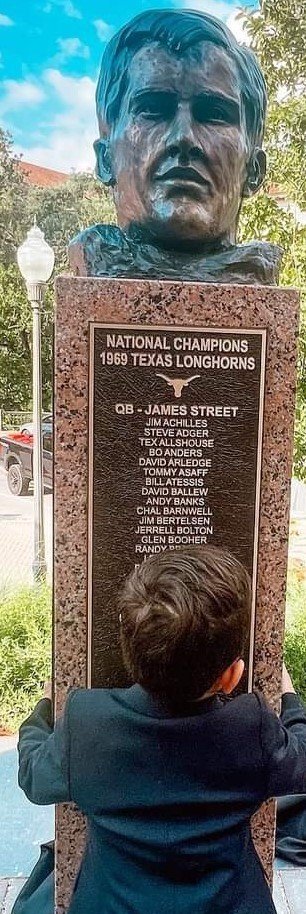 NATIONAL CHAMPIONS
1969 TEXAS LONGHORNS
QB - JAMES STREET
JIM ACHILLES
STEVE ADGER
TEX ALLSHOUSE
BO ANDERS
DAVID ARLEDGE
TOMMY ASAFF
BILL ATESSIS
DAVID BALLEW
ANDY BANKS
CHAL BARNWELL
JIM BERTELSEN
JERRELL BOLTON
GLEN BOOHER
RANDY